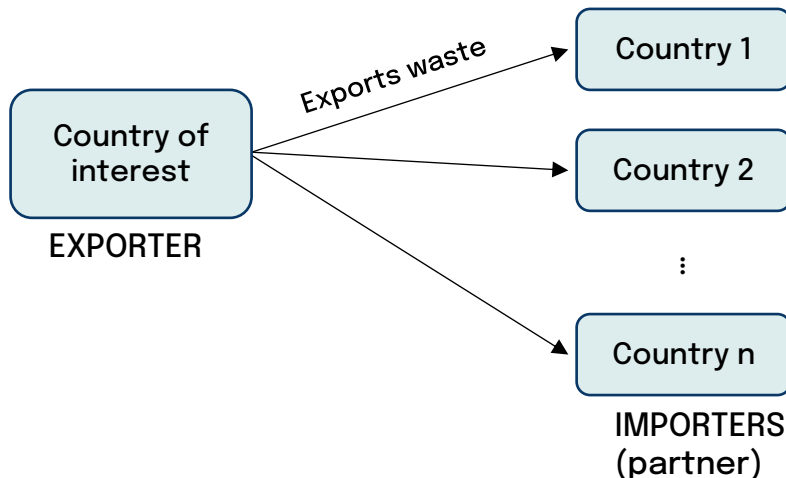 Exports waste
Country of
interest
EXPORTER
Country 1
Country 2
⋮
Country n
IMPORTERS
(partner)